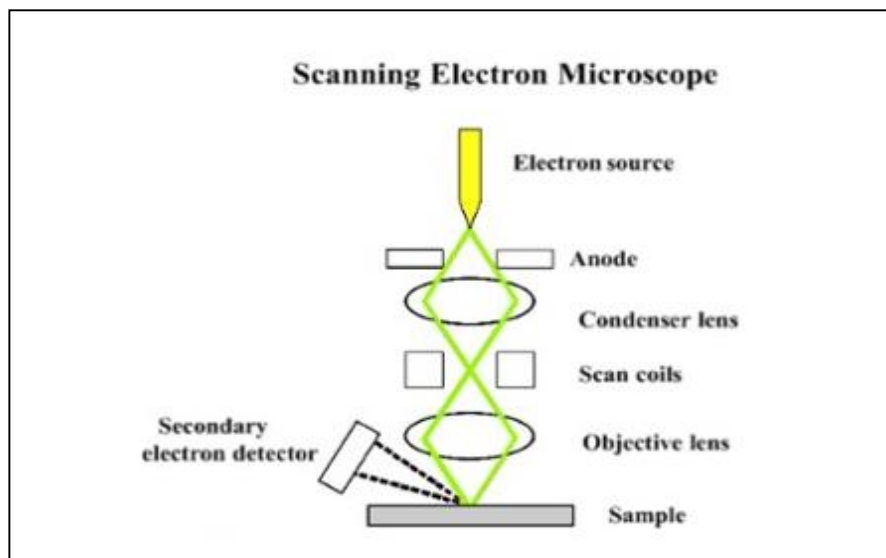 Scanning Electron Microscope
Electron source
Anode
Condenser lens
Scan coils
Secondary
electron detector
Objective lens
Sample